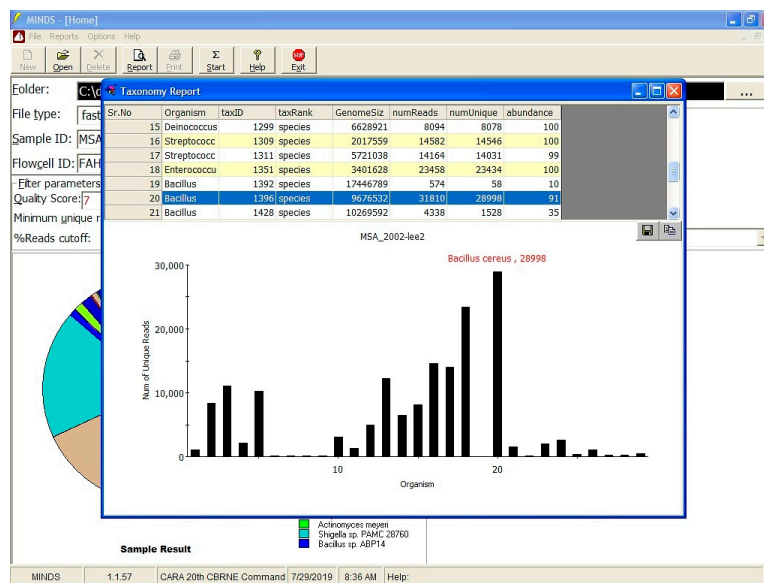 MINDS - [Home]
File Reports Options Help
New Open Delete Report Print Start Help Exit
Folder: C:\d ...
File type: fast
Sample ID: MSA
Flowcell ID: FAH
Filter parameters
Quality Score: 7
Minimum unique r
%Reads cutoff:
Taxonomy Report
Sr.No Organism taxID taxRank GenomeSiz numReads numUnique abundance
15 Deinococcus 1299 species 6628921 8094 8078 100
16 Streptococc 1309 species 2017559 14582 14546 100
17 Streptococc 1311 species 5721038 14164 14031 99
18 Enterococcu 1351 species 3401628 23458 23434 100
19 Bacillus 1392 species 17446789 574 58 10
20 Bacillus 1396 species 9676532 31810 28998 91
21 Bacillus 1428 species 10269592 4338 1528 35
MSA_2002-lee2
Bacillus cereus , 28998
30,000
20,000
10,000
0
Num of Unique Reads
10 20
Organism
Actinomyces meyeri
Shigella sp. PAMC 28760
Bacillus sp. ABP14
Sample Result
MINDS 1.1.57 CARA 20th CBRNE Command 7/29/2019 8:36 AM Help: